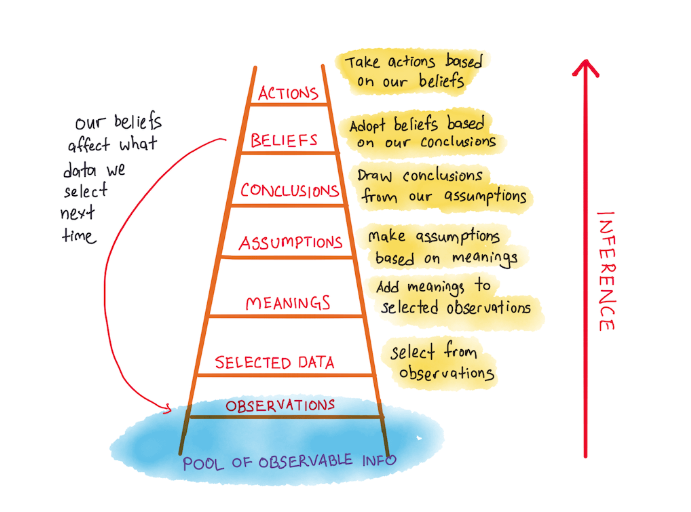 Take actions based
on our beliefs
ACTIONS
our beliefs
affect what
data we
select
next
time
BELIEFS
Adopt beliefs based
on our conclusions
CONCLUSIONS
Draw conclusions
from our assumptions
ASSUMPTIONS
Make assumptions
based on meanings
MEANINGS
Add meanings to
selected observations
SELECTED DATA
select from
observations
OBSERVATIONS
POOL OF OBSERVABLE INFO
INFERENCE